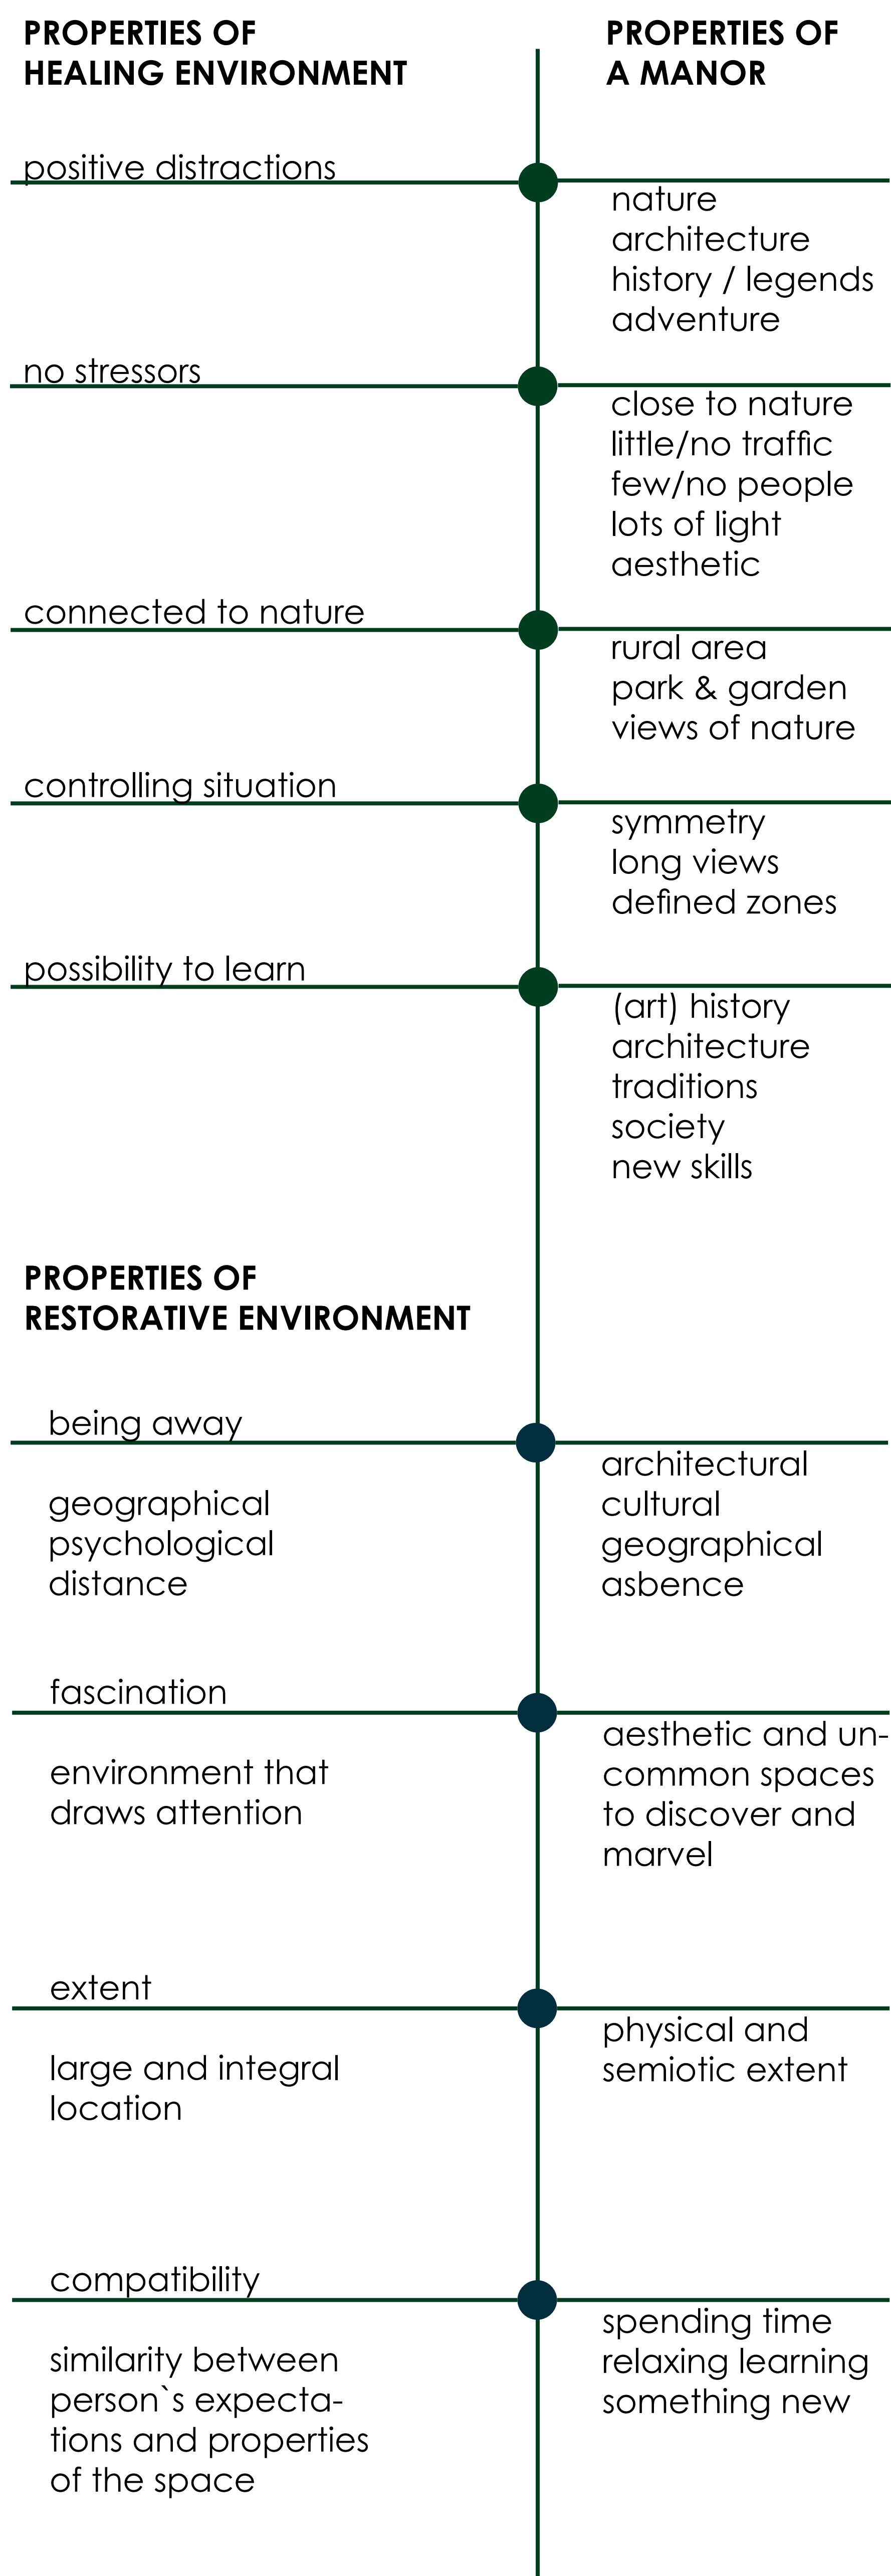 PROPERTIES OF
HEALING ENVIRONMENT
PROPERTIES OF
A MANOR
positive distractions
nature
architecture
history / legends
adventure
no stressors
close to nature
little/no traffic
few/no people
lots of light
aesthetic
connected to nature
rural area
park & garden
views of nature
controlling situation
symmetry
long views
defined zones
possibility to learn
(art) history
architecture
traditions
society
new skills
PROPERTIES OF
RESTORATIVE ENVIRONMENT
being away
geographical
psychological
distance
architectural
cultural
geographical
asbence
fascination
environment that
draws attention
aesthetic and un-
common spaces
to discover and
marvel
extent
large and integral
location
physical and
semiotic extent
compatibility
similarity between
person`s expecta-
tions and properties
of the space
spending time
relaxing learning
something new